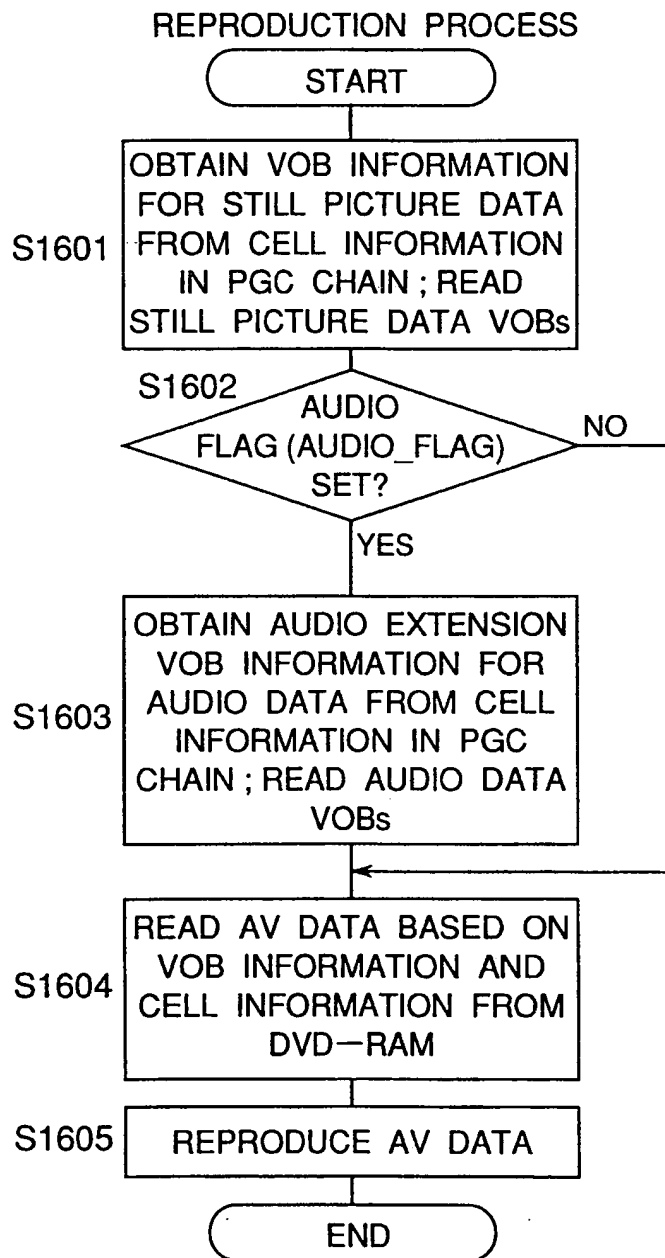 REPRODUCTION PROCESS
START
S1601
OBTAIN VOB INFORMATION
FOR STILL PICTURE DATA
FROM CELL INFORMATION
IN PGC CHAIN ; READ
STILL PICTURE DATA VOBs
S1602
AUDIO
FLAG (AUDIO_FLAG)
SET?
NO
YES
S1603
OBTAIN AUDIO EXTENSION
VOB INFORMATION FOR
AUDIO DATA FROM CELL
INFORMATION IN PGC
CHAIN ; READ AUDIO DATA
VOBs
S1604
READ AV DATA BASED ON
VOB INFORMATION AND
CELL INFORMATION FROM
DVD−RAM
S1605
REPRODUCE AV DATA
END